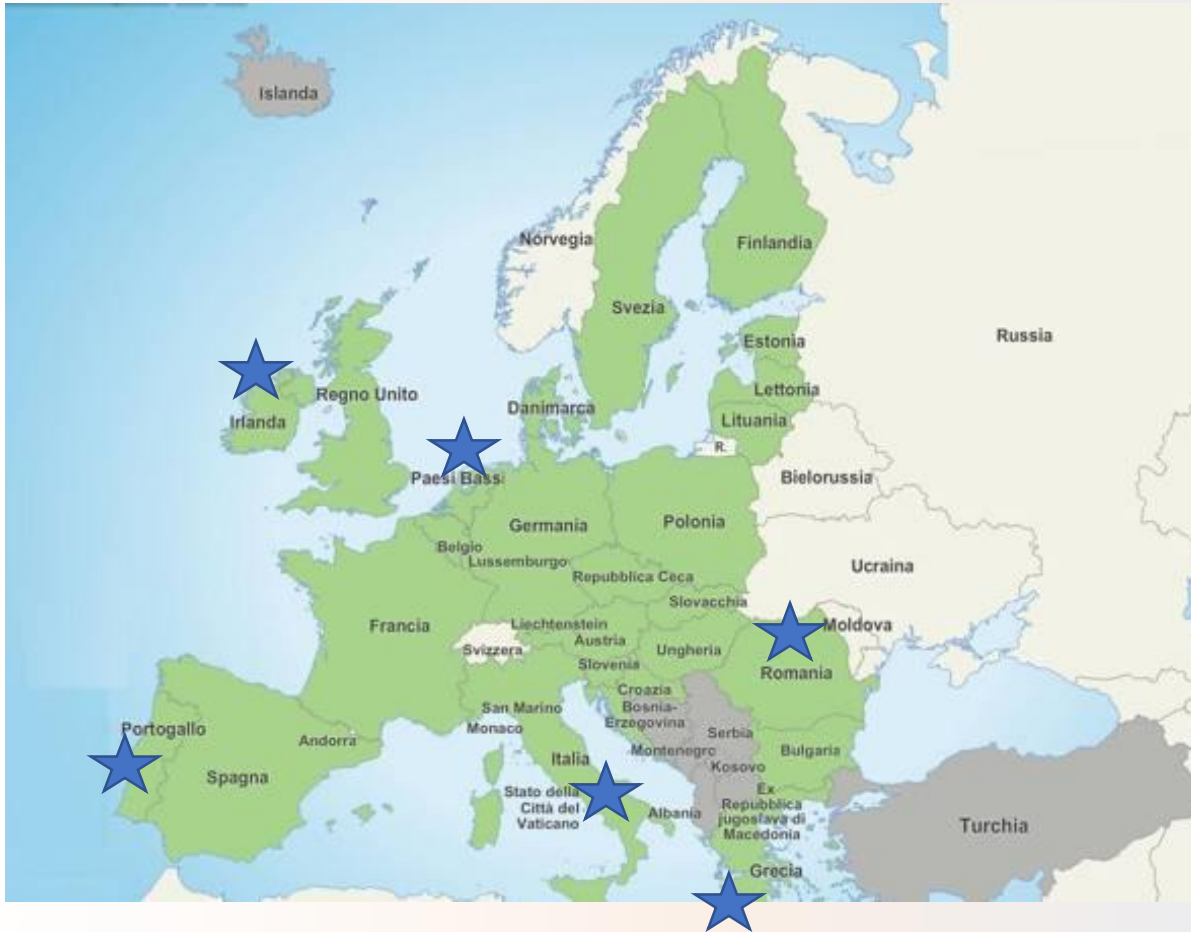 Islanda
Norvegia
Finlandia
Svezia
Russia
Estonia
Regno Unito
Lettonia
Danimarca
Irlanda
Lituania
R.
Paesi Bassi
Bielorussia
Germania
Polonia
Belgio
Lussemburgo
Ucraina
Repubblica Ceca
Slovacchia
Francia
Liechtenstein
Moldova
Austria
Svizzera
Ungheria
Slovenia
Romania
Croazia
San Marino
Bosnia-
Erzegovina
Monaco
Portogallo
Serbia
Andorra
Montenegro
Bulgaria
Italia
Kosovo
Spagna
Stato della
Città del
Vaticano
Ex
Repubblica
jugoslava di
Macedonia
Albania
Turchia
Grecia